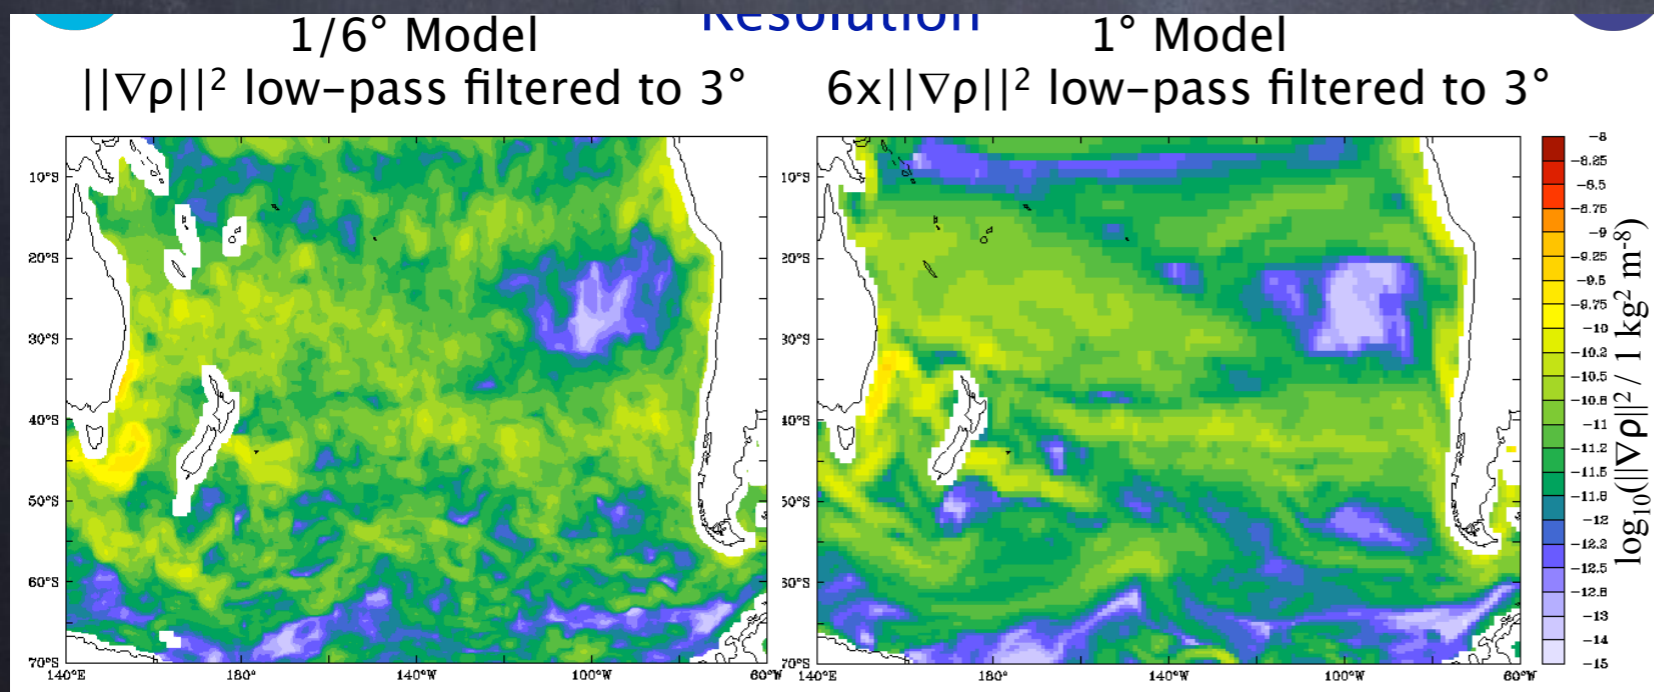 Resolution
1/6° Model
||∇ρ||² low-pass filtered to 3°
1° Model
6x||∇ρ||² low-pass filtered to 3°
10°S
20°S
30°S
40°S
50°S
60°S
70°S
140°E
180°
140°W
100°W
60°W
10°S
20°S
30°S
40°S
50°S
60°S
70°S
140°E
180°
140°W
100°W
60°W
-8
-8.25
-8.5
-8.75
-9
-9.25
-9.5
-9.75
-10
-10.2
-10.5
-10.8
-11
-11.2
-11.5
-11.8
-12
-12.2
-12.5
-12.8
-13
-14
-15
log₁₀(||∇ρ||² / 1 kg² m⁻⁸)